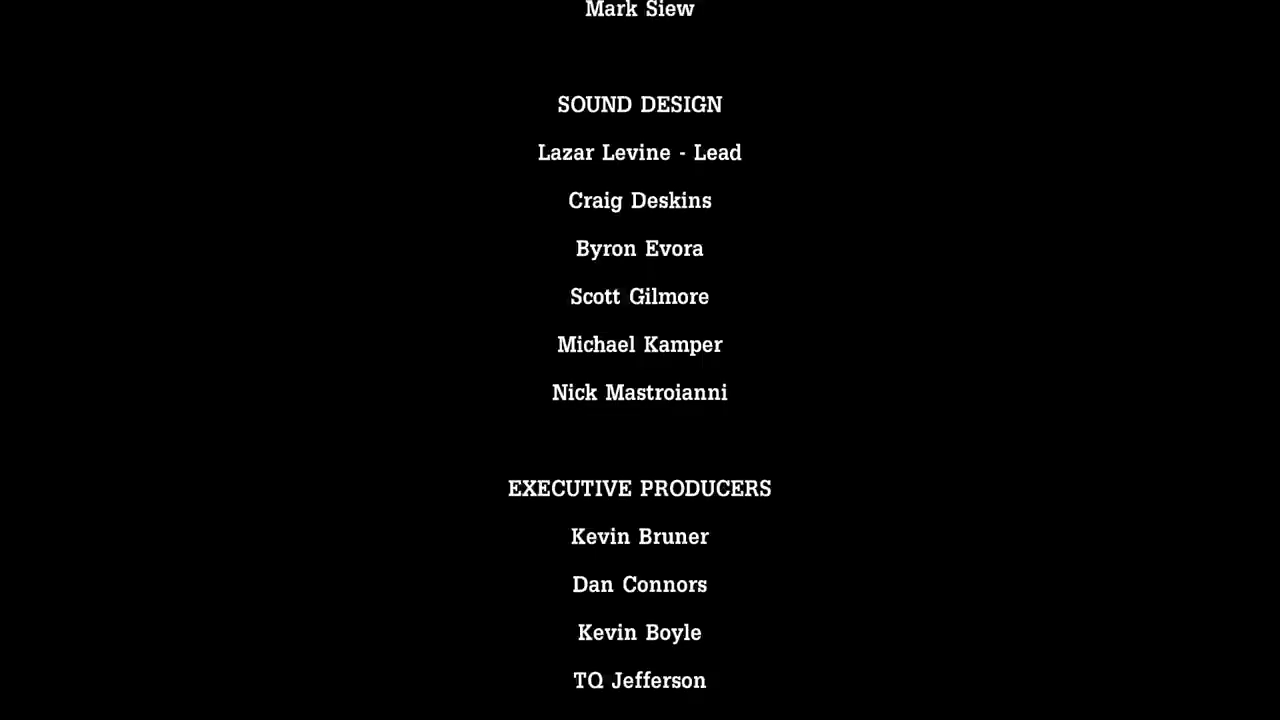 Mark Siew
SOUND DESIGN
Lazar Levine - Lead
Craig Deskins
Byron Evora
Scott Gilmore
Michael Kamper
Nick Mastroianni
EXECUTIVE PRODUCERS
Kevin Bruner
Dan Connors
Kevin Boyle
TQ Jefferson